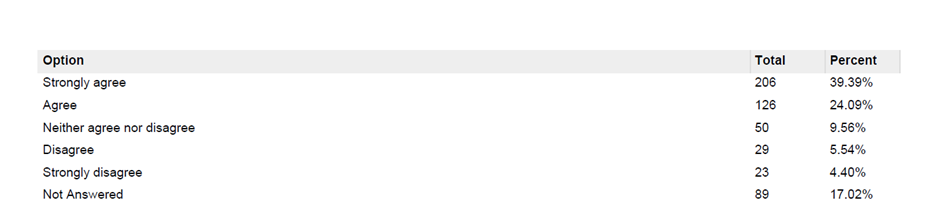 Option Total Percent
Strongly agree 206 39.39%
Agree 126 24.09%
Neither agree nor disagree 50 9.56%
Disagree 29 5.54%
Strongly disagree 23 4.40%
Not Answered 89 17.02%